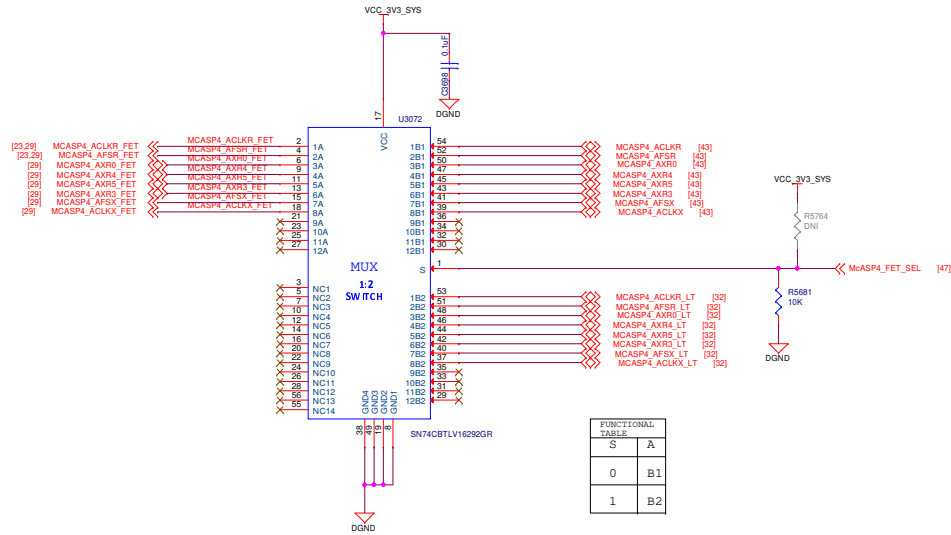 VCC_3V3_SYS
C3698 0.1uF
DGND
U3072
17
VCC
[23,29] MCASP4_ACLKR_FET MCASP4_ACLKR_FET 2 1A 1B1 54 MCASP4_ACLKR [43]
[23,29] MCASP4_AFSR_FET MCASP4_AFSR_FET 4 2A 2B1 52 MCASP4_AFSR [43]
[29] MCASP4_AXR0_FET MCASP4_AXR0_FET 6 3A 3B1 50 MCASP4_AXR0 [43]
[29] MCASP4_AXR4_FET MCASP4_AXR4_FET 9 4A 4B1 47 MCASP4_AXR4 [43]
[29] MCASP4_AXR5_FET MCASP4_AXR5_FET 11 5A 5B1 45 MCASP4_AXR5 [43]
[29] MCASP4_AXR3_FET MCASP4_AXR3_FET 13 6A 6B1 43 MCASP4_AXR3 [43]
[29] MCASP4_AFSX_FET MCASP4_AFSX_FET 15 7A 7B1 41 MCASP4_AFSX [43]
[29] MCASP4_ACLKX_FET MCASP4_ACLKX_FET 18 8A 8B1 39 MCASP4_ACLKX [43]
21 9A 9B1 36
23 10A 10B1 34
25 11A 11B1 32
27 12A 12B1 30
VCC_3V3_SYS
R5764
DNI
MUX
1:2
SWITCH
S 1 McASP4_FET_SEL [47]
R5681
10K
DGND
3 NC1
5 NC2
7 NC3
10 NC4
12 NC5
14 NC6
16 NC7
20 NC8
22 NC9
24 NC10
26 NC11
28 NC12
56 NC13
55 NC14
1B2 53 MCASP4_ACLKR_LT [32]
2B2 51 MCASP4_AFSR_LT [32]
3B2 48 MCASP4_AXR0_LT [32]
4B2 46 MCASP4_AXR4_LT [32]
5B2 44 MCASP4_AXR5_LT [32]
6B2 42 MCASP4_AXR3_LT [32]
7B2 40 MCASP4_AFSX_LT [32]
8B2 37 MCASP4_ACLKX_LT [32]
9B2 35
10B2 33
11B2 31
12B2 29
GND4 GND3 GND2 GND1
38 49 19 8
SN74CBTLV16292GR
DGND
FUNCTIONAL
TABLE
S A
0 B1
1 B2